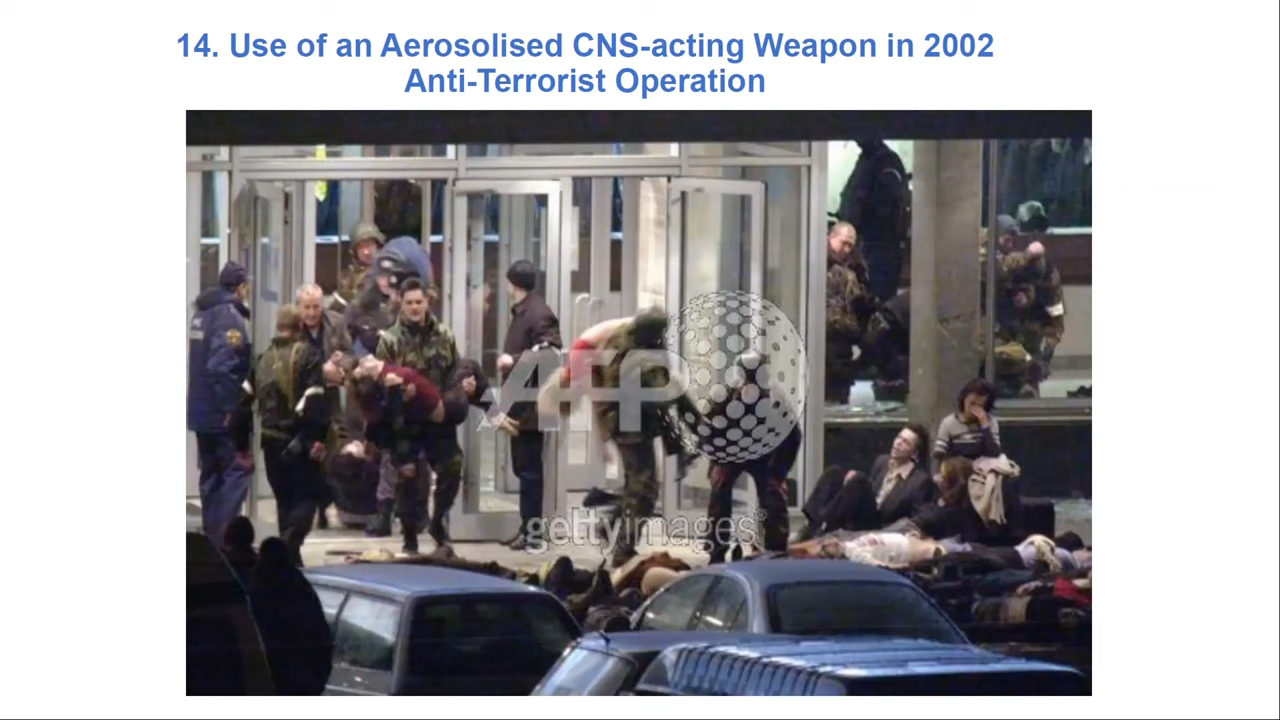 14. Use of an Aerosolised CNS-acting Weapon in 2002
Anti-Terrorist Operation
AFP
gettyimages®